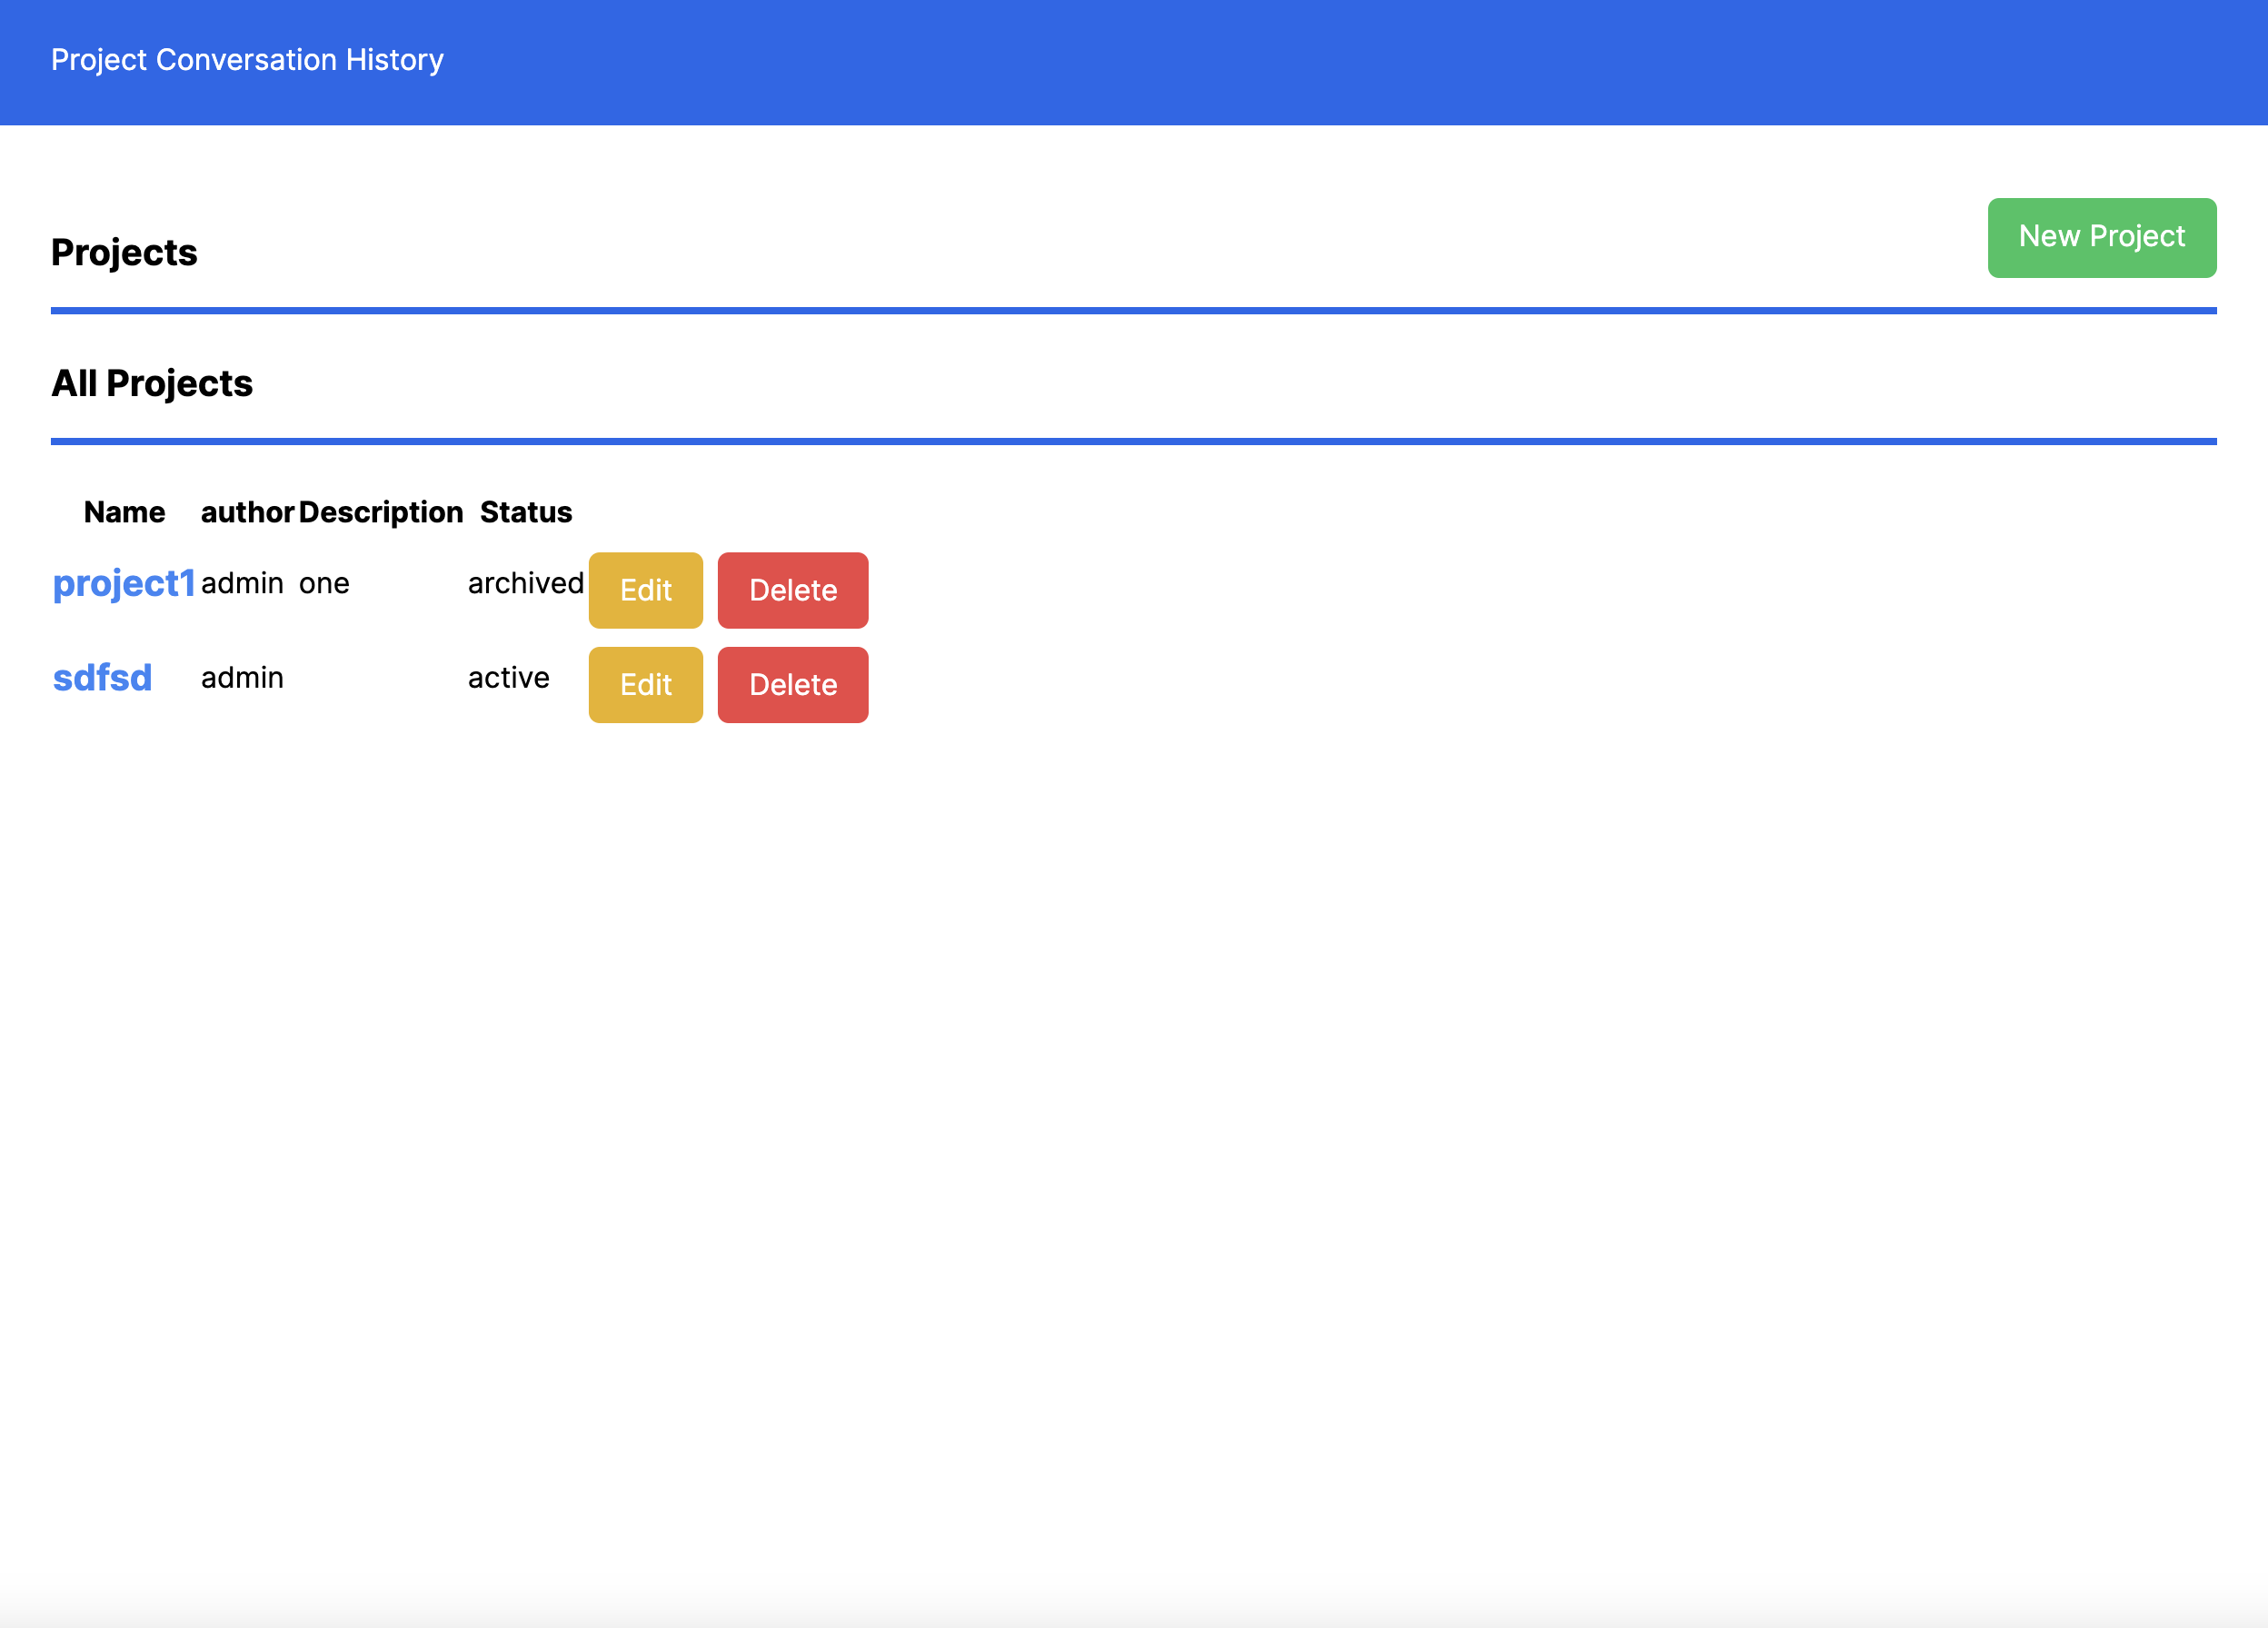 Project Conversation History
Projects
New Project
All Projects
Name author Description Status
project1 admin one archived Edit Delete
sdfsd admin active Edit Delete